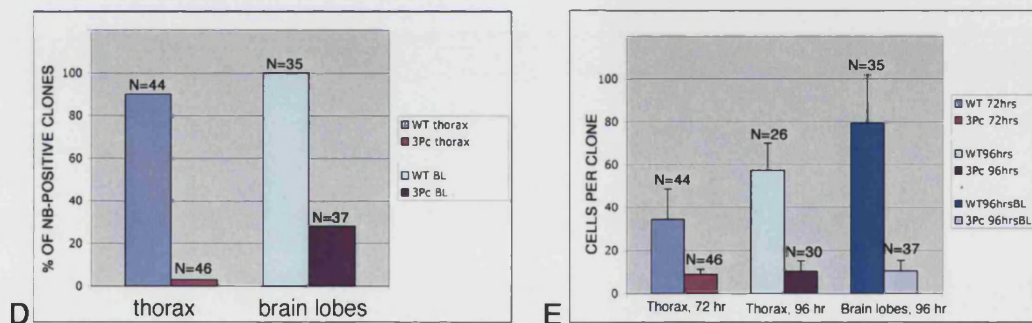 % OF NB-POSITIVE CLONES
100
80
60
40
20
0
N=44
N=46
N=35
N=37
thorax
brain lobes
WT thorax
3Pc thorax
WT BL
3Pc BL
D
CELLS PER CLONE
120
100
80
60
40
20
0
N=44
N=46
N=26
N=30
N=35
N=37
Thorax, 72 hr
Thorax, 96 hr
Brain lobes, 96 hr
WT 72hrs
3Pc 72hrs
WT96hrs
3Pc 96hrs
WT96hrsBL
3Pc 96hrsBL
E